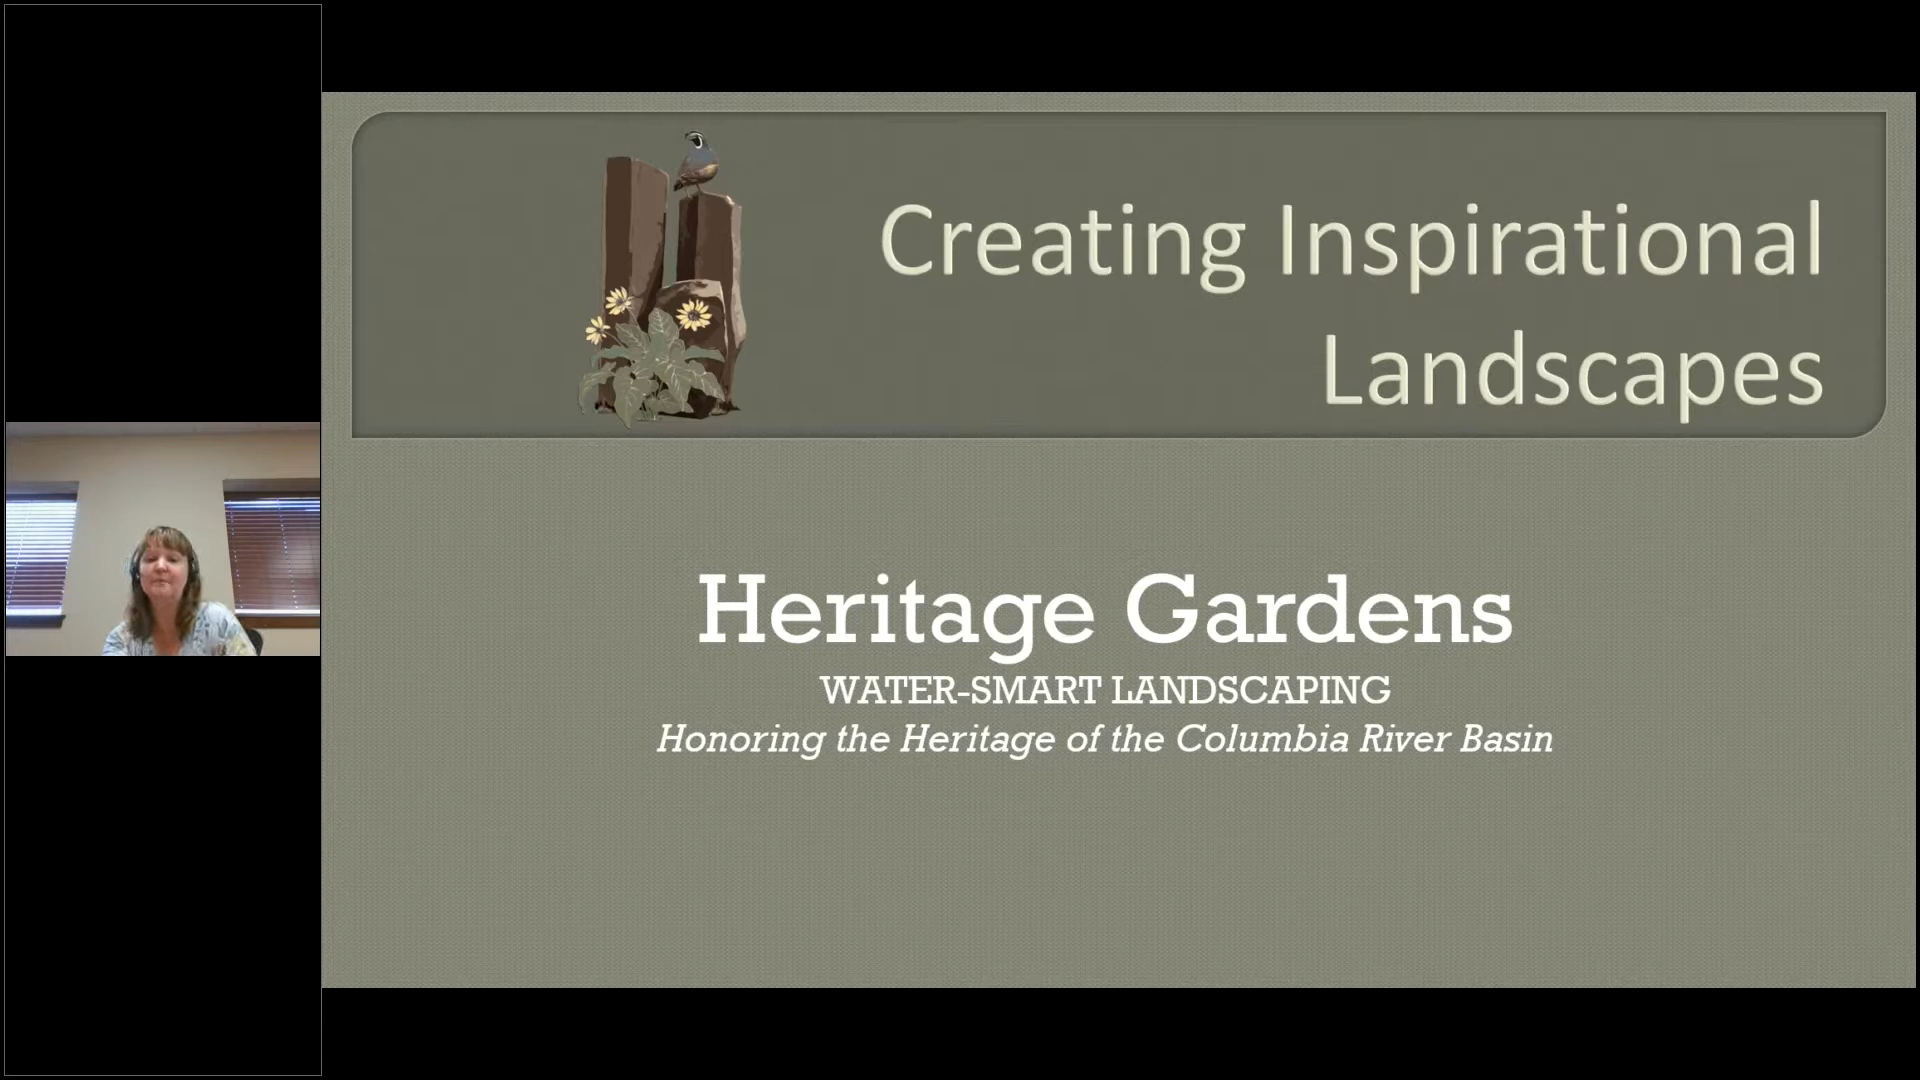 Creating Inspirational
Landscapes
Heritage Gardens
WATER-SMART LANDSCAPING
Honoring the Heritage of the Columbia River Basin